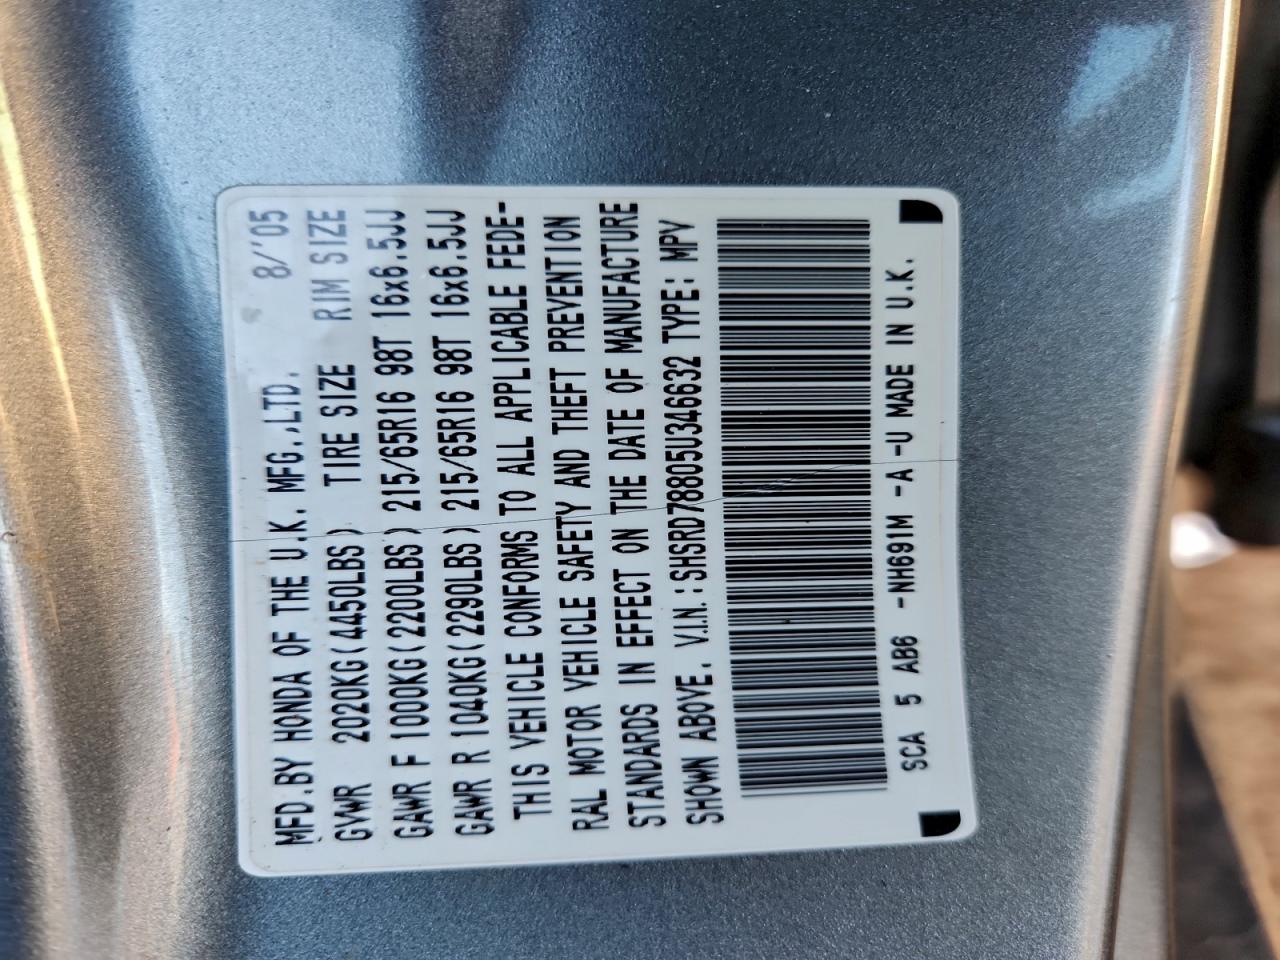 MFD.BY HONDA OF THE U.K. MFG.,LTD. 8/'05
GVWR 2020KG(4450LBS) TIRE SIZE RIM SIZE
GAWR F 1000KG(2200LBS) 215/65R16 98T 16x6.5JJ
GAWR R 1040KG(2290LBS) 215/65R16 98T 16x6.5JJ
THIS VEHICLE CONFORMS TO ALL APPLICABLE FEDE-
RAL MOTOR VEHICLE SAFETY AND THEFT PREVENTION
STANDARDS IN EFFECT ON THE DATE OF MANUFACTURE
SHOWN ABOVE. V.I.N.:SHSRD78805U346632 TYPE: MPV
SCA 5 AB6 -NH691M -A -U MADE IN U.K.